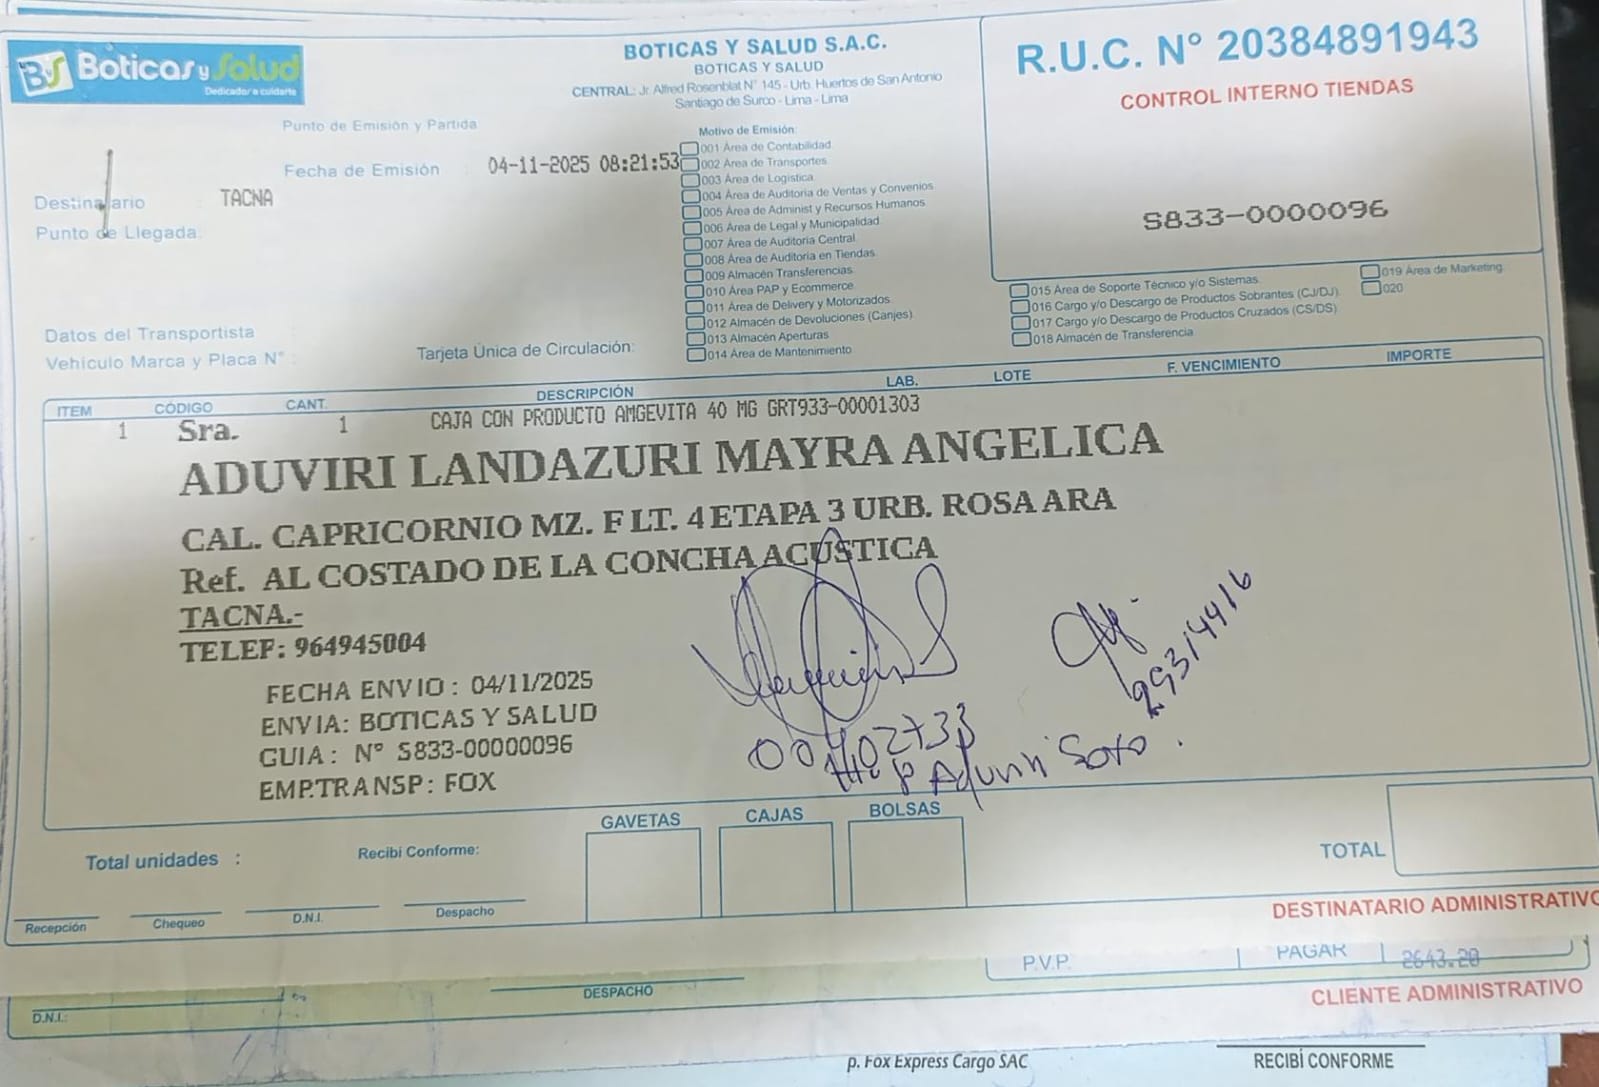 BS Boticas y Salud
Dedicados a cuidarte
BOTICAS Y SALUD S.A.C.
BOTICAS Y SALUD
CENTRAL: Jr. Alfred Rosenblat N° 145 - Urb. Huertos de San Antonio
Santiago de Surco - Lima - Lima
R.U.C. N° 20384891943
CONTROL INTERNO TIENDAS
S833-0000096
Punto de Emisión y Partida
Fecha de Emisión : 04-11-2025 08:21:53
Destinatario : TACNA
Punto de Llegada:
Datos del Transportista
Vehículo Marca y Placa N° :
Tarjeta Única de Circulación:
Motivo de Emisión:
001 Área de Contabilidad
002 Área de Transportes
003 Área de Logística
004 Área de Auditoria de Ventas y Convenios
005 Área de Administ y Recursos Humanos
006 Área de Legal y Municipalidad
007 Área de Auditoria Central
008 Área de Auditoria en Tiendas
009 Almacén Transferencias
010 Área PAP y Ecommerce
011 Área de Delivery y Motorizados
012 Almacén de Devoluciones (Canjes)
013 Almacén Aperturas
014 Área de Mantenimiento
015 Área de Soporte Técnico y/o Sistemas
016 Cargo y/o Descargo de Productos Sobrantes (CJ/DJ)
017 Cargo y/o Descargo de Productos Cruzados (CS/DS)
018 Almacén de Transferencia
019 Área de Marketing
020
ITEM CÓDIGO CANT. DESCRIPCIÓN LAB. LOTE F. VENCIMIENTO IMPORTE
1 Sra. 1 CAJA CON PRODUCTO AMGEVITA 40 MG GRT933-00001303
ADUVIRI LANDAZURI MAYRA ANGELICA
CAL. CAPRICORNIO MZ. F LT. 4 ETAPA 3 URB. ROSA ARA
Ref. AL COSTADO DE LA CONCHA ACUSTICA
TACNA.-
TELEF: 964945004
FECHA ENVIO : 04/11/2025
ENVIA: BOTICAS Y SALUD
GUIA : N° S833-00000096
EMP.TRANSP : FOX
29314416
00402733
Aduviri Soto.
GAVETAS CAJAS BOLSAS
Total unidades :
Recibí Conforme:
TOTAL
Recepción Chequeo D.N.I. Despacho
DESTINATARIO ADMINISTRATIVO
P.V.P. PAGAR 2643.20
D.N.I.: DESPACHO
CLIENTE ADMINISTRATIVO
p. Fox Express Cargo SAC
RECIBÍ CONFORME